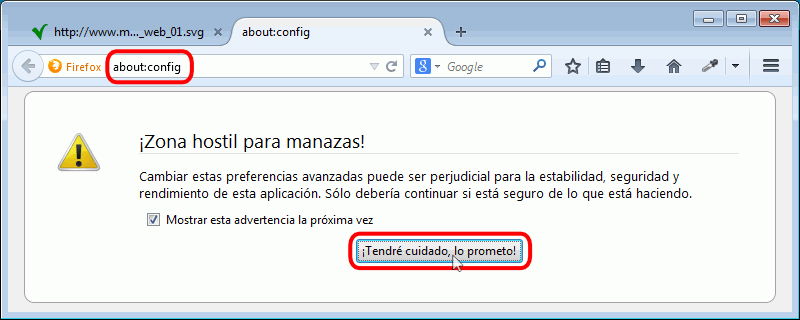 http://www.m..._web_01.svg
about:config
Firefox
about:config
Google
¡Zona hostil para manazas!
Cambiar estas preferencias avanzadas puede ser perjudicial para la estabilidad, seguridad y
rendimiento de esta aplicación. Sólo debería continuar si está seguro de lo que está haciendo.
Mostrar esta advertencia la próxima vez
¡Tendré cuidado, lo prometo!